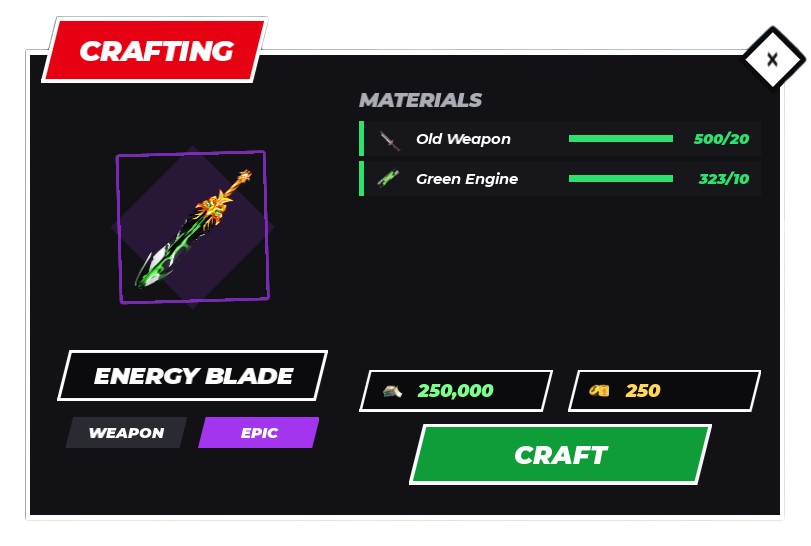 CRAFTING
X
MATERIALS
Old Weapon 500/20
Green Engine 323/10
ENERGY BLADE
WEAPON EPIC
250,000 250
CRAFT